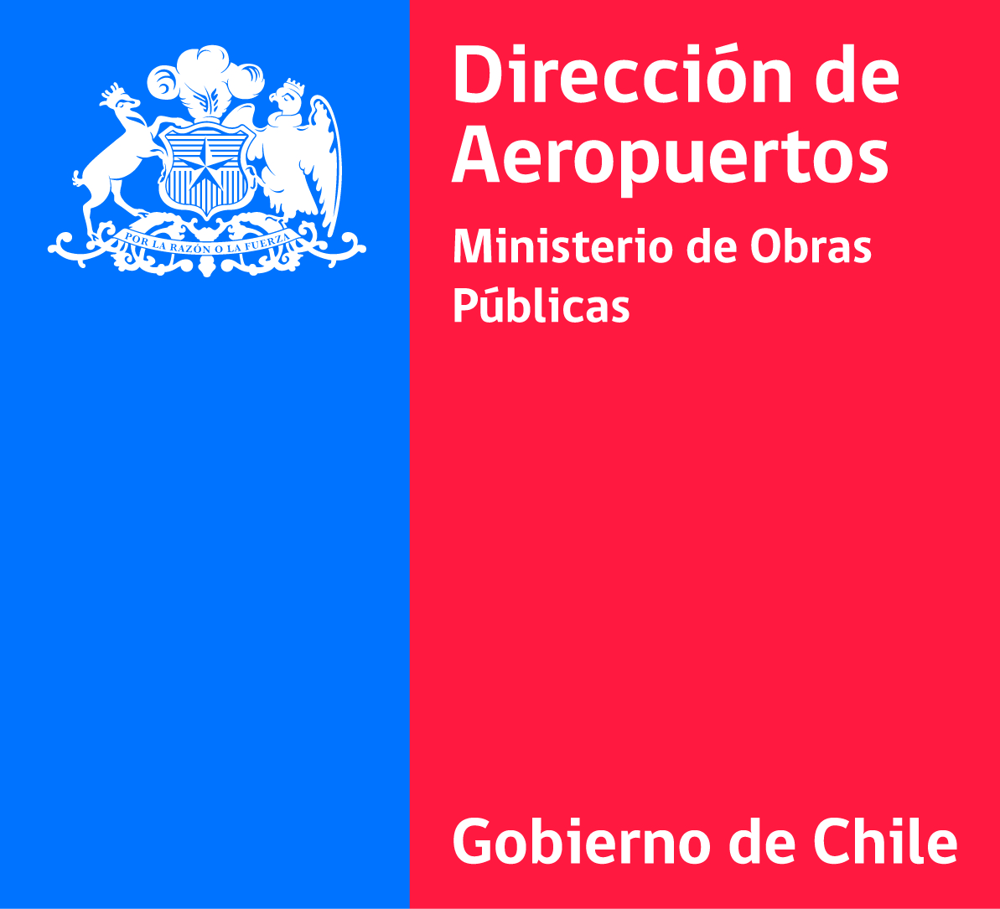 POR LA RAZÓN O LA FUERZA
Dirección de
Aeropuertos
Ministerio de Obras
Públicas
Gobierno de Chile